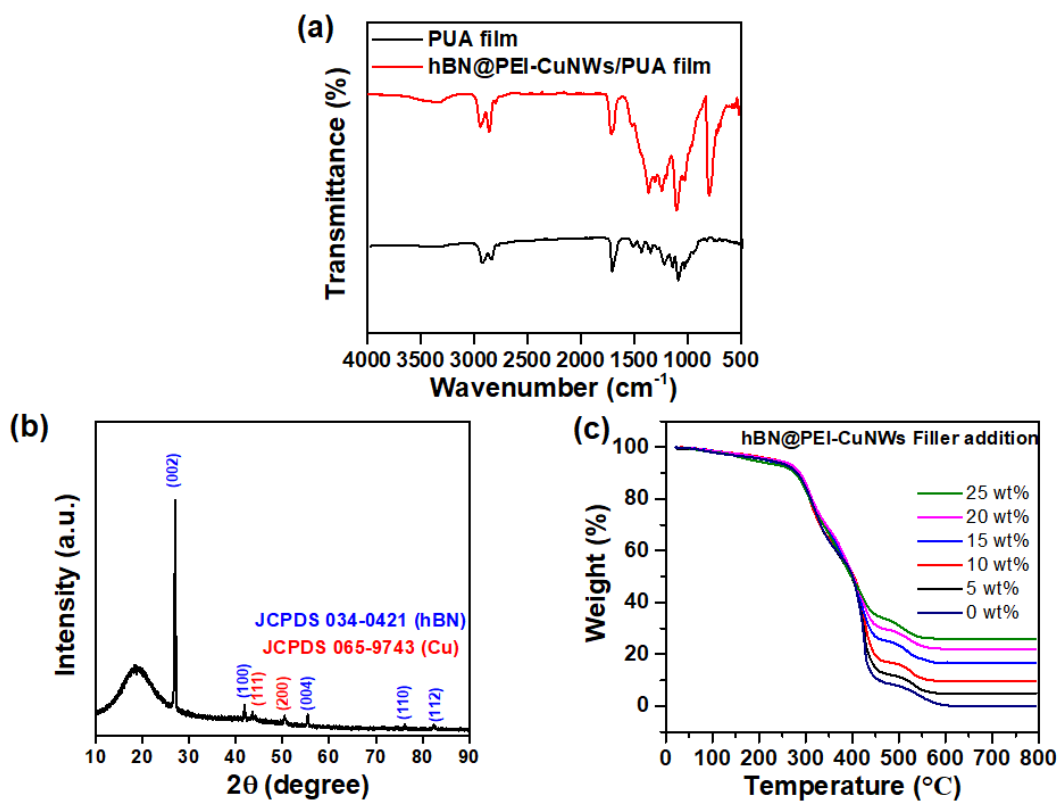 (a)
PUA film
hBN@PEI-CuNWs/PUA film
Transmittance (%)
4000 3500 3000 2500 2000 1500 1000 500
Wavenumber (cm⁻¹)
(b)
(002)
JCPDS 034-0421 (hBN)
JCPDS 065-9743 (Cu)
(100)
(111)
(200)
(004)
(110)
(112)
Intensity (a.u.)
10 20 30 40 50 60 70 80 90
2θ (degree)
(c)
hBN@PEI-CuNWs Filler addition
25 wt%
20 wt%
15 wt%
10 wt%
5 wt%
0 wt%
Weight (%)
100
80
60
40
20
0
0 100 200 300 400 500 600 700 800
Temperature (°C)